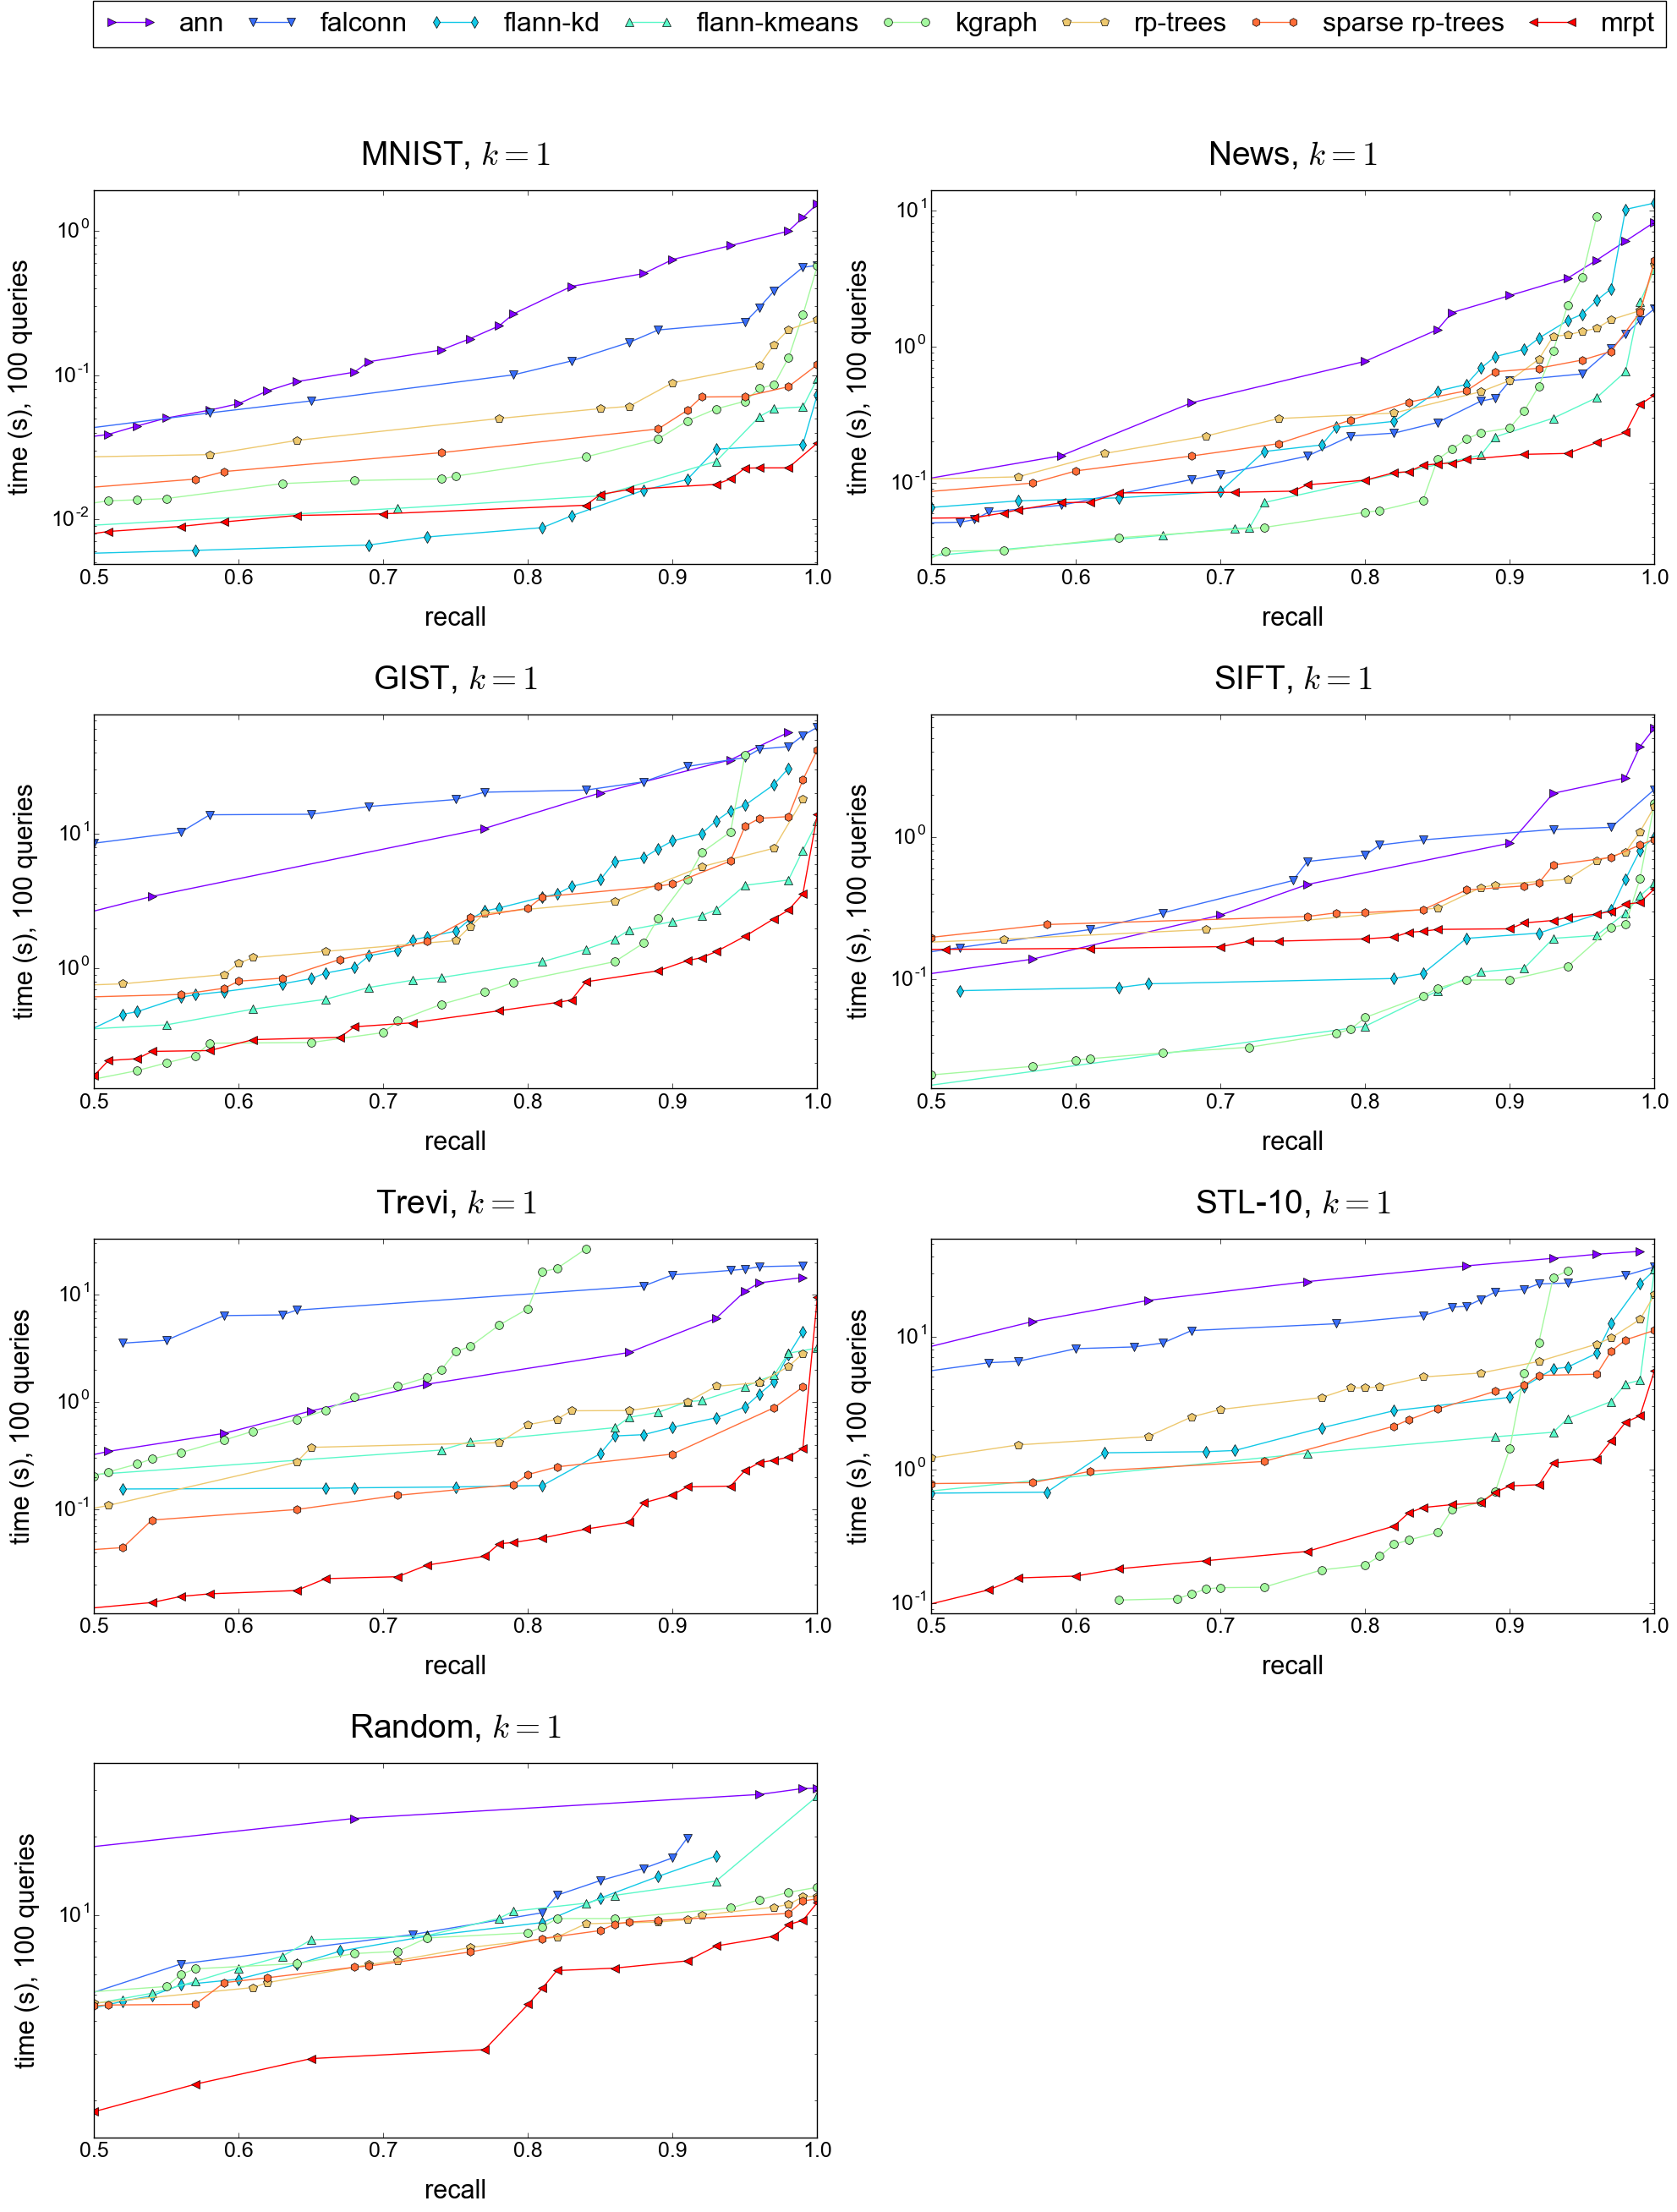 ann falconn flann-kd flann-kmeans kgraph rp-trees sparse rp-trees mrpt
MNIST, k = 1
time (s), 100 queries
10^0
10^-1
10^-2
0.5 0.6 0.7 0.8 0.9 1.0
recall
News, k = 1
time (s), 100 queries
10^1
10^0
10^-1
0.5 0.6 0.7 0.8 0.9 1.0
recall
GIST, k = 1
time (s), 100 queries
10^1
10^0
0.5 0.6 0.7 0.8 0.9 1.0
recall
SIFT, k = 1
time (s), 100 queries
10^0
10^-1
0.5 0.6 0.7 0.8 0.9 1.0
recall
Trevi, k = 1
time (s), 100 queries
10^1
10^0
10^-1
0.5 0.6 0.7 0.8 0.9 1.0
recall
STL-10, k = 1
time (s), 100 queries
10^1
10^0
10^-1
0.5 0.6 0.7 0.8 0.9 1.0
recall
Random, k = 1
time (s), 100 queries
10^1
0.5 0.6 0.7 0.8 0.9 1.0
recall